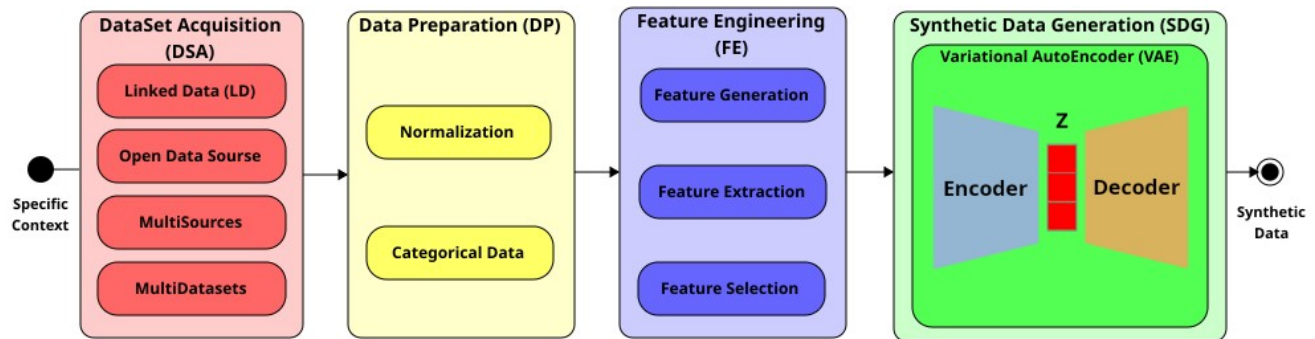 Specific
Context
DataSet Acquisition
(DSA)
Linked Data (LD)
Open Data Sourse
MultiSources
MultiDatasets
Data Preparation (DP)
Normalization
Categorical Data
Feature Engineering
(FE)
Feature Generation
Feature Extraction
Feature Selection
Synthetic Data Generation (SDG)
Variational AutoEncoder (VAE)
Encoder
Z
Decoder
Synthetic
Data